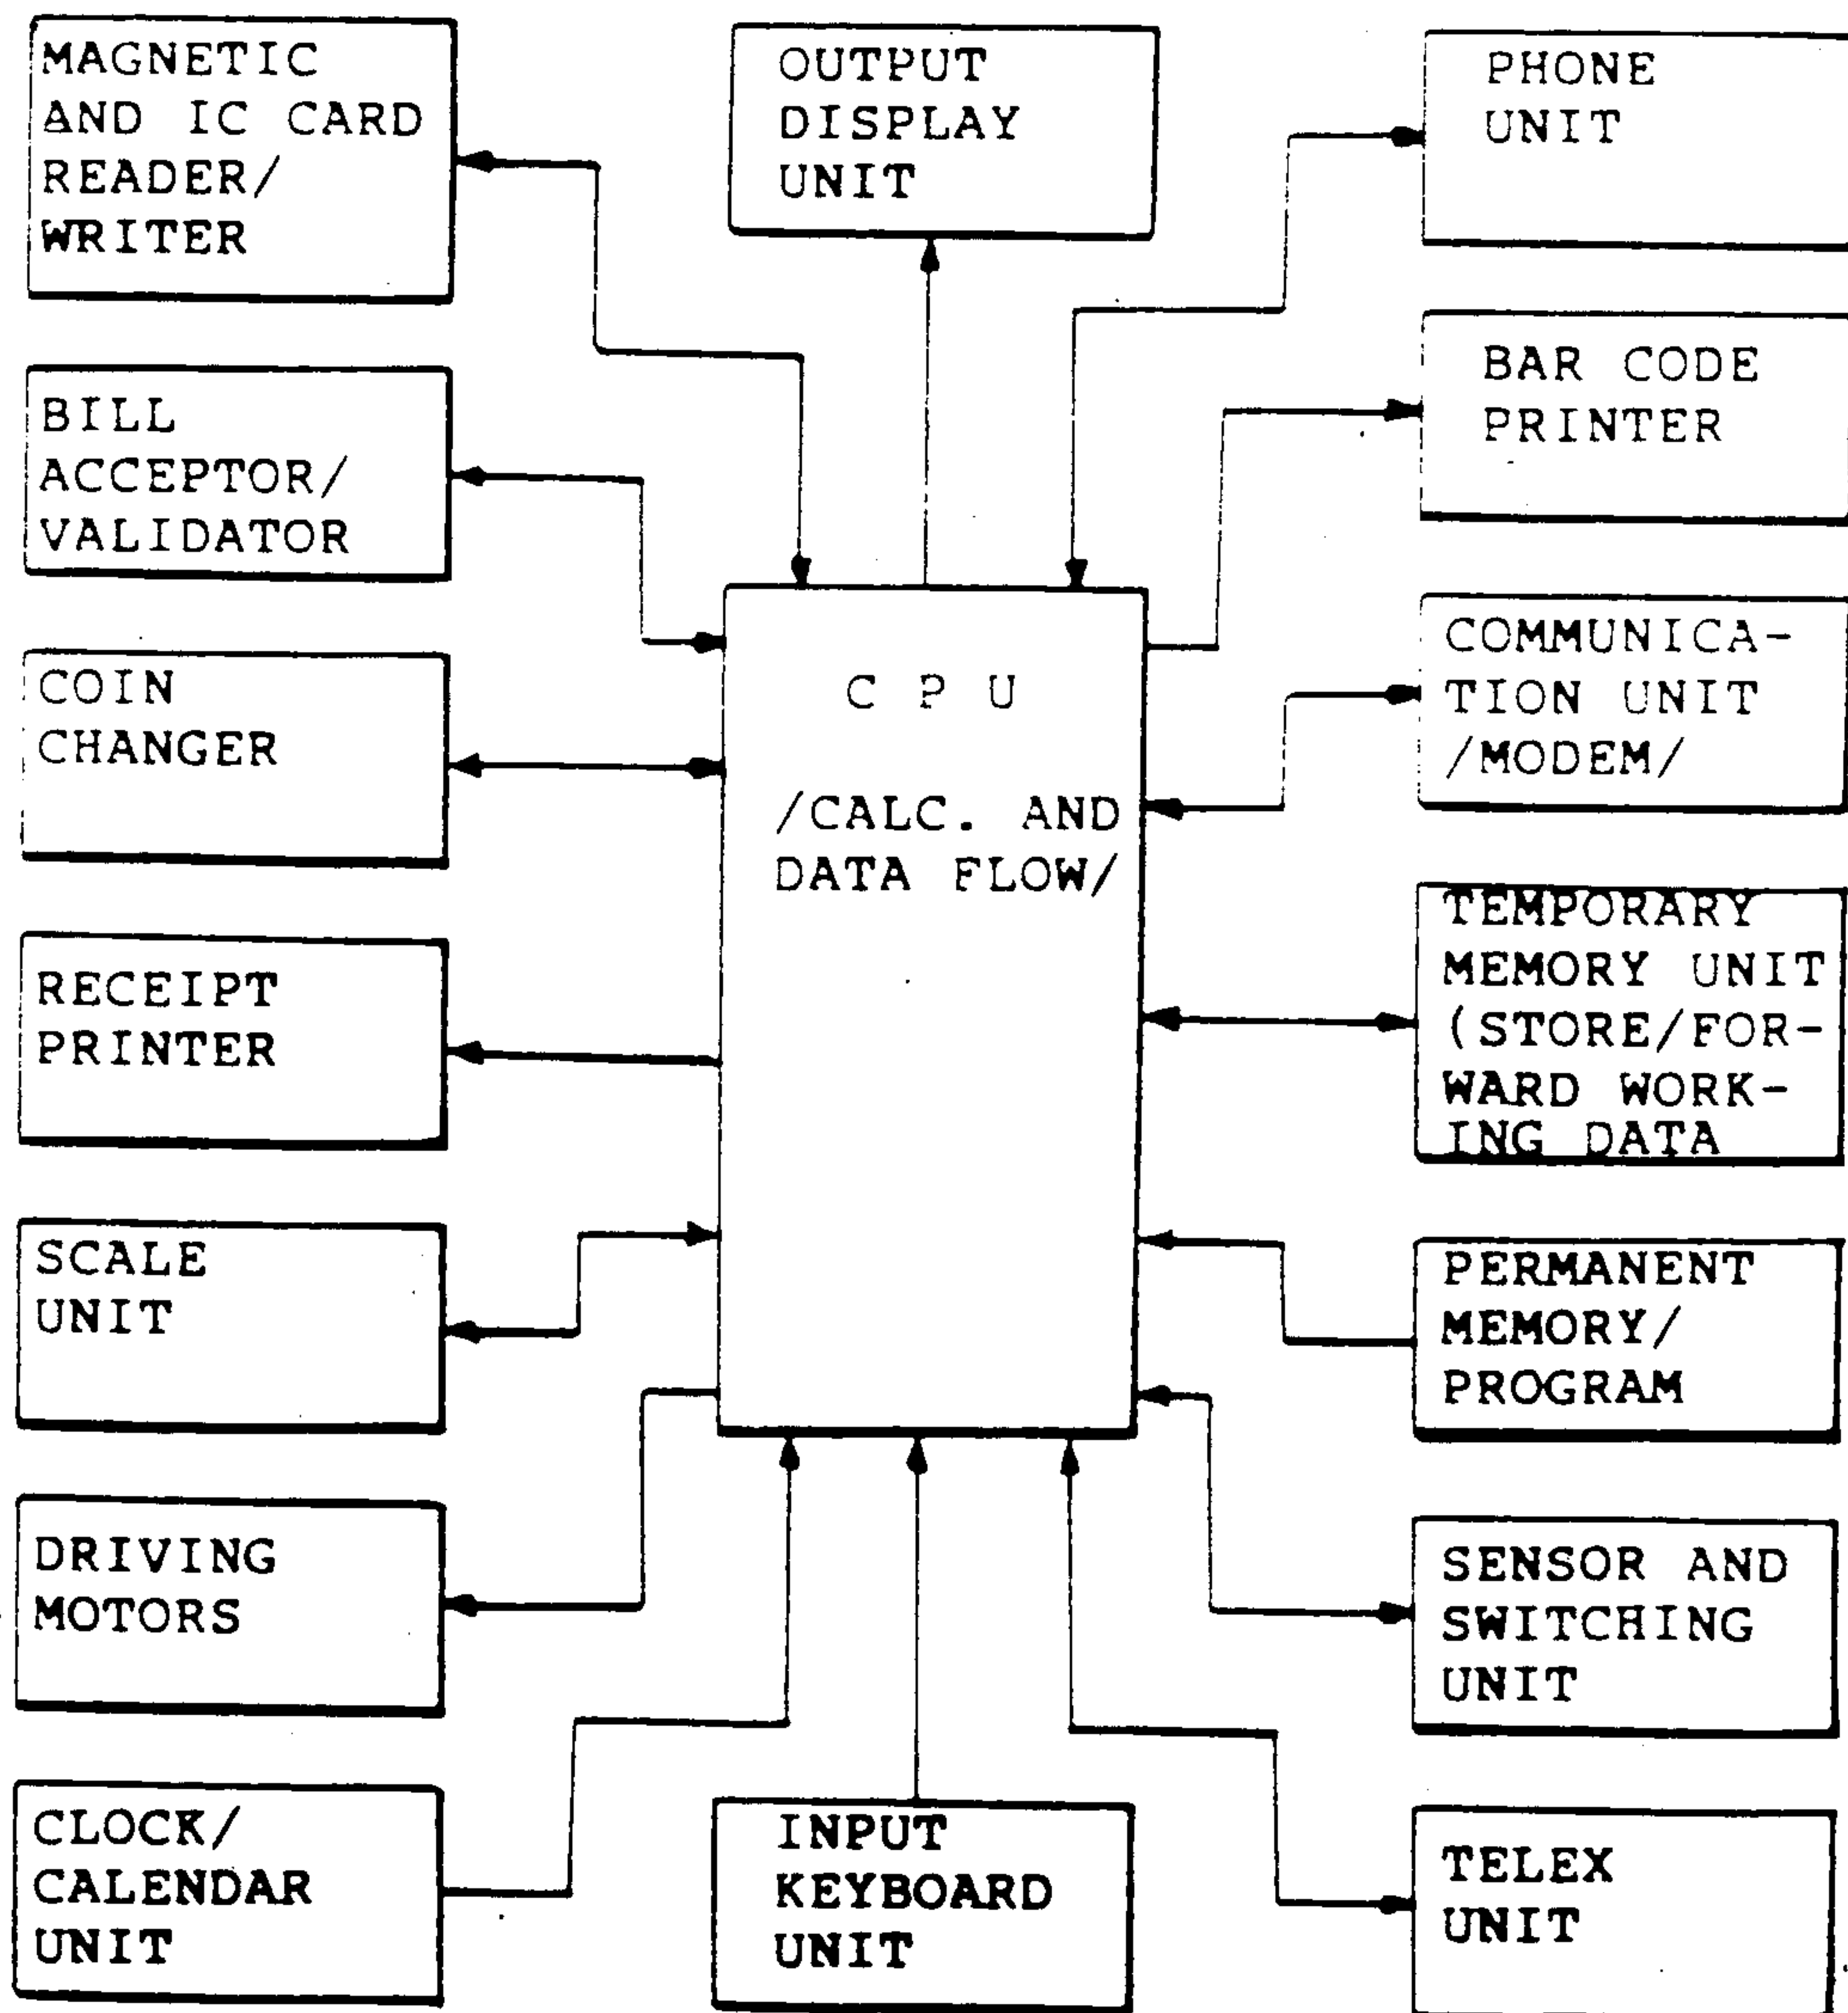 MAGNETIC
AND IC CARD
READER/
WRITER
OUTPUT
DISPLAY
UNIT
PHONE
UNIT
BILL
ACCEPTOR/
VALIDATOR
BAR CODE
PRINTER
COIN
CHANGER
C P U
/CALC. AND
DATA FLOW/
COMMUNICA-
TION UNIT
/MODEM/
RECEIPT
PRINTER
TEMPORARY
MEMORY UNIT
(STORE/FOR-
WARD WORK-
ING DATA
SCALE
UNIT
PERMANENT
MEMORY/
PROGRAM
DRIVING
MOTORS
SENSOR AND
SWITCHING
UNIT
CLOCK/
CALENDAR
UNIT
INPUT
KEYBOARD
UNIT
TELEX
UNIT